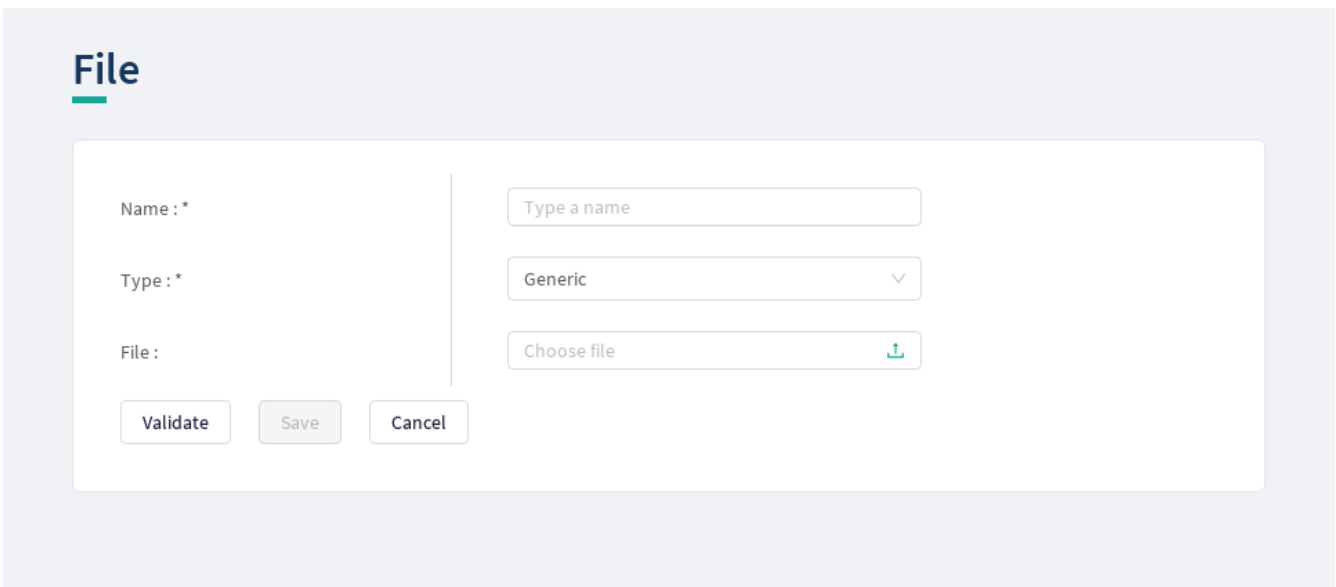 File
Name : *
Type a name
Type : *
Generic
File :
Choose file
Validate
Save
Cancel